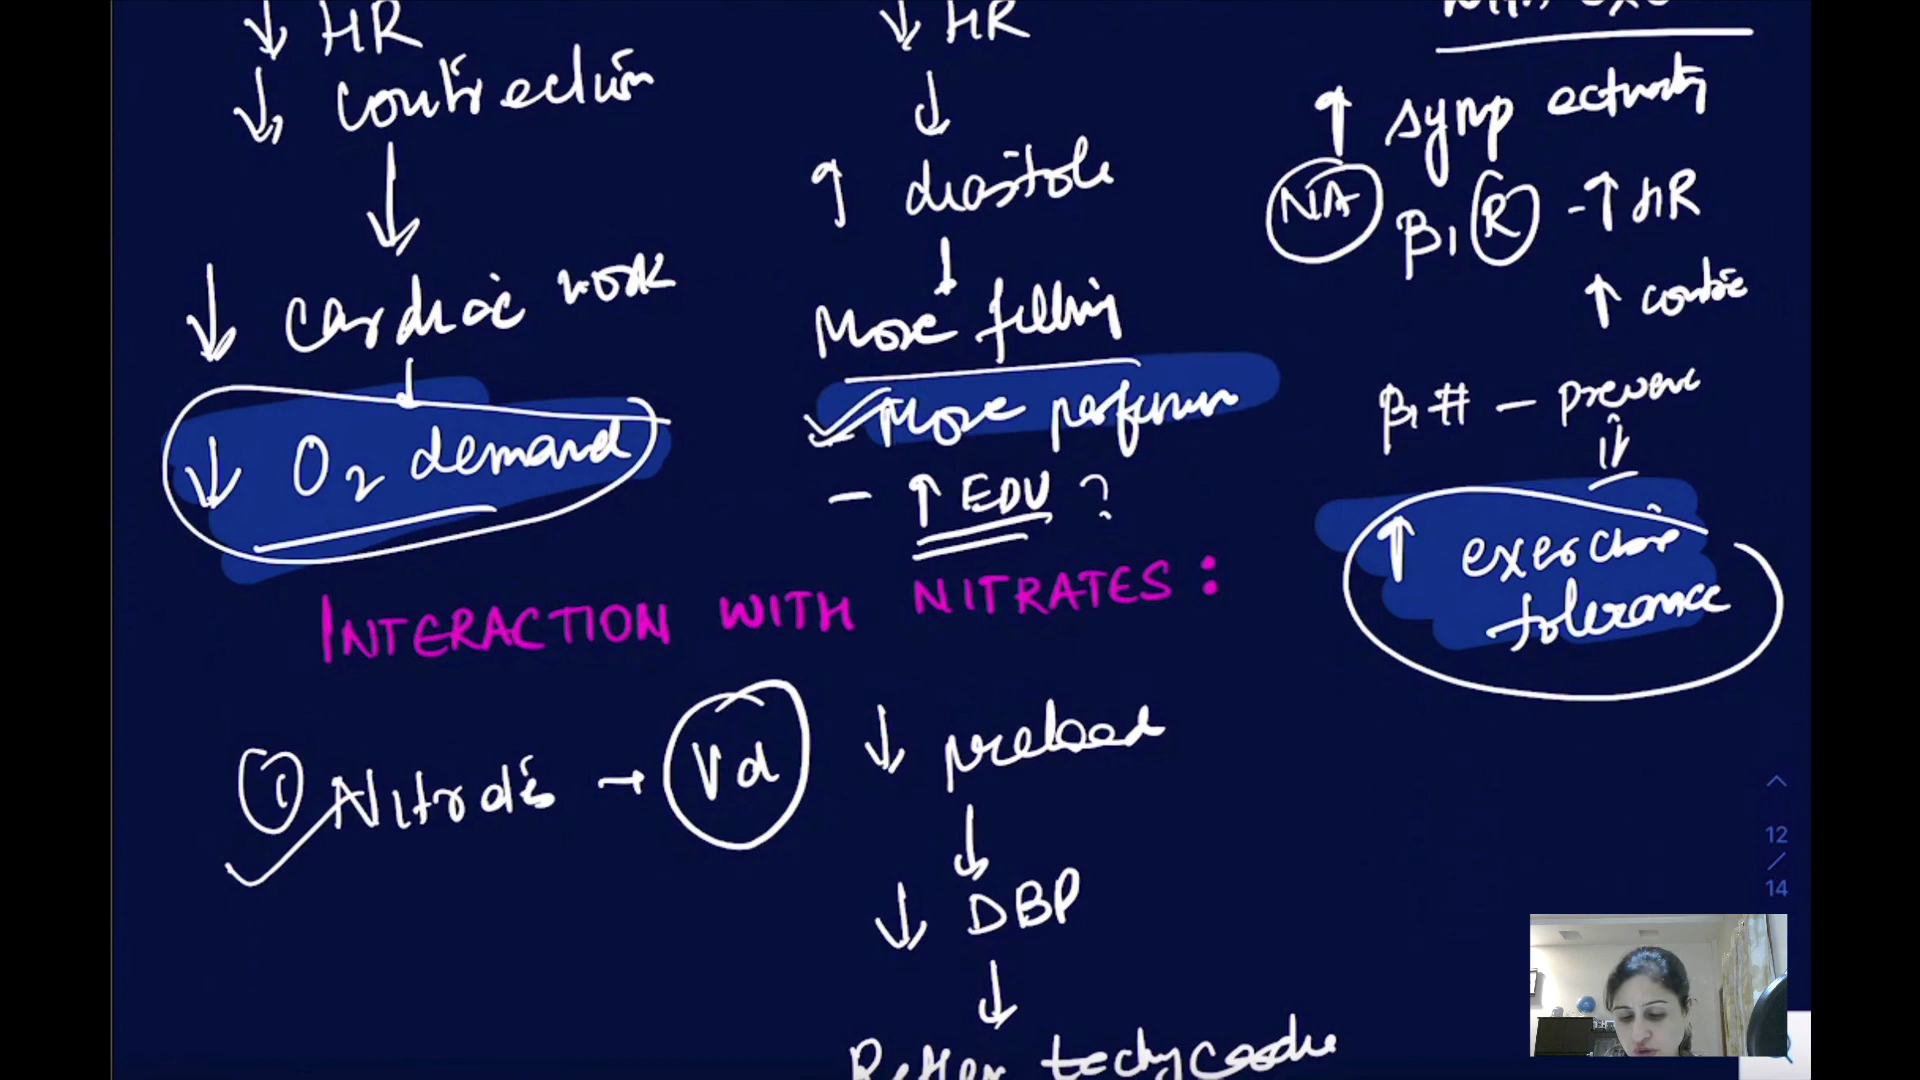 ↓ HR
↓ contraction
↓
↓ cardiac work
↓
↓ O2 demand
↓ HR
↓
↑ diastole
↓
More filling
✓ More perfusion
- ↑ EDV ?
↑ symp activity
NA β1 R - ↑ HR
↑ contrac
β1 # - prevent
⇓
↑ exercise
tolerance
INTERACTION WITH NITRATES :
① Nitrates → Vd ↓ preload
↓
↓ DBP
↓
Reflex tachycardia
12
/
14